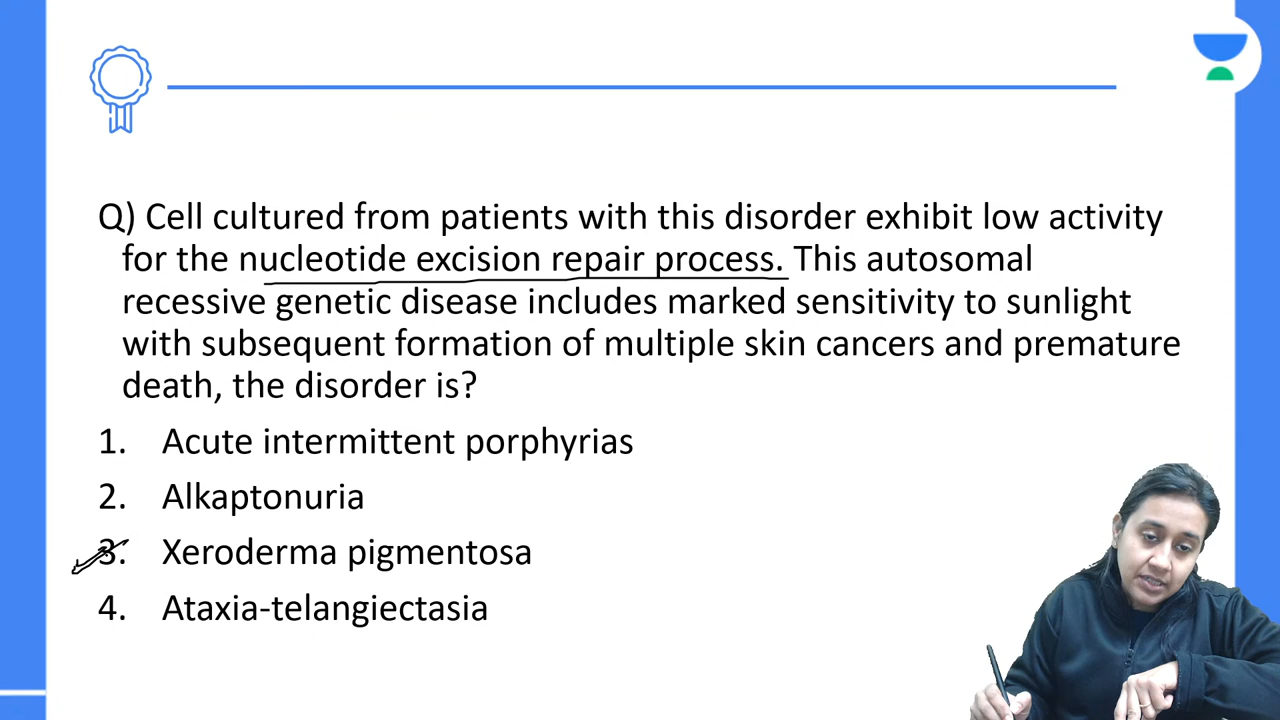 Q) Cell cultured from patients with this disorder exhibit low activity
for the nucleotide excision repair process. This autosomal
recessive genetic disease includes marked sensitivity to sunlight
with subsequent formation of multiple skin cancers and premature
death, the disorder is?
1. Acute intermittent porphyrias
2. Alkaptonuria
3. Xeroderma pigmentosa
4. Ataxia-telangiectasia